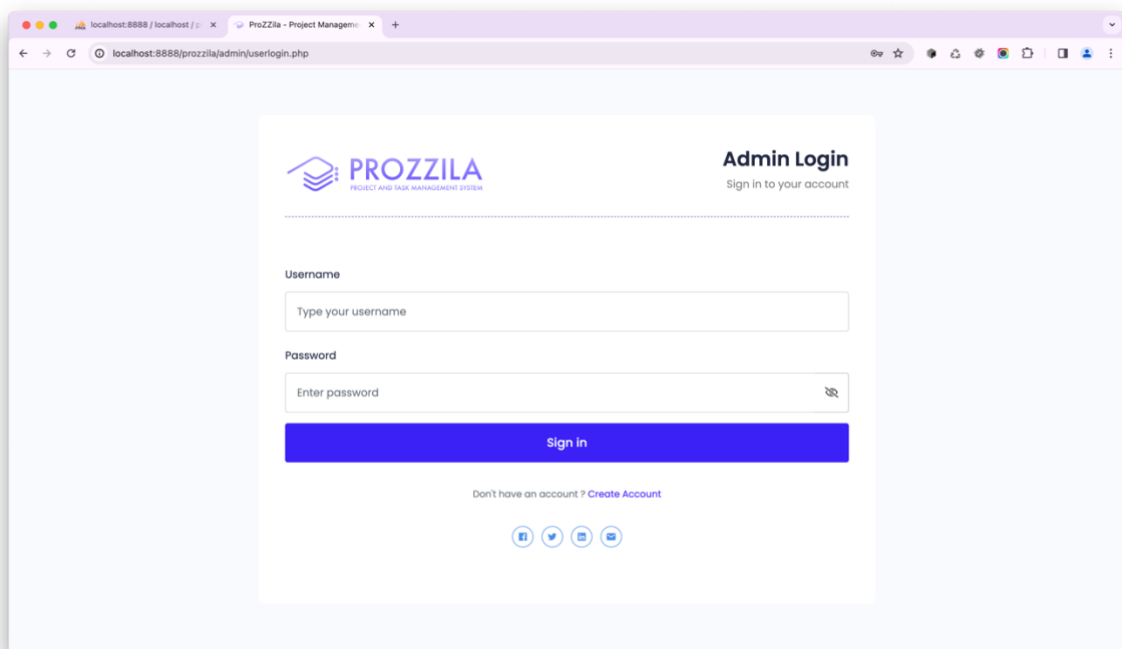 localhost:8888 / localhost / p
ProZZila - Project Manageme
localhost:8888/prozzila/admin/userlogin.php
PROZZILA
PROJECT AND TASK MANAGEMENT SYSTEM
Admin Login
Sign in to your account
Username
Type your username
Password
Enter password
Sign in
Don't have an account ? Create Account